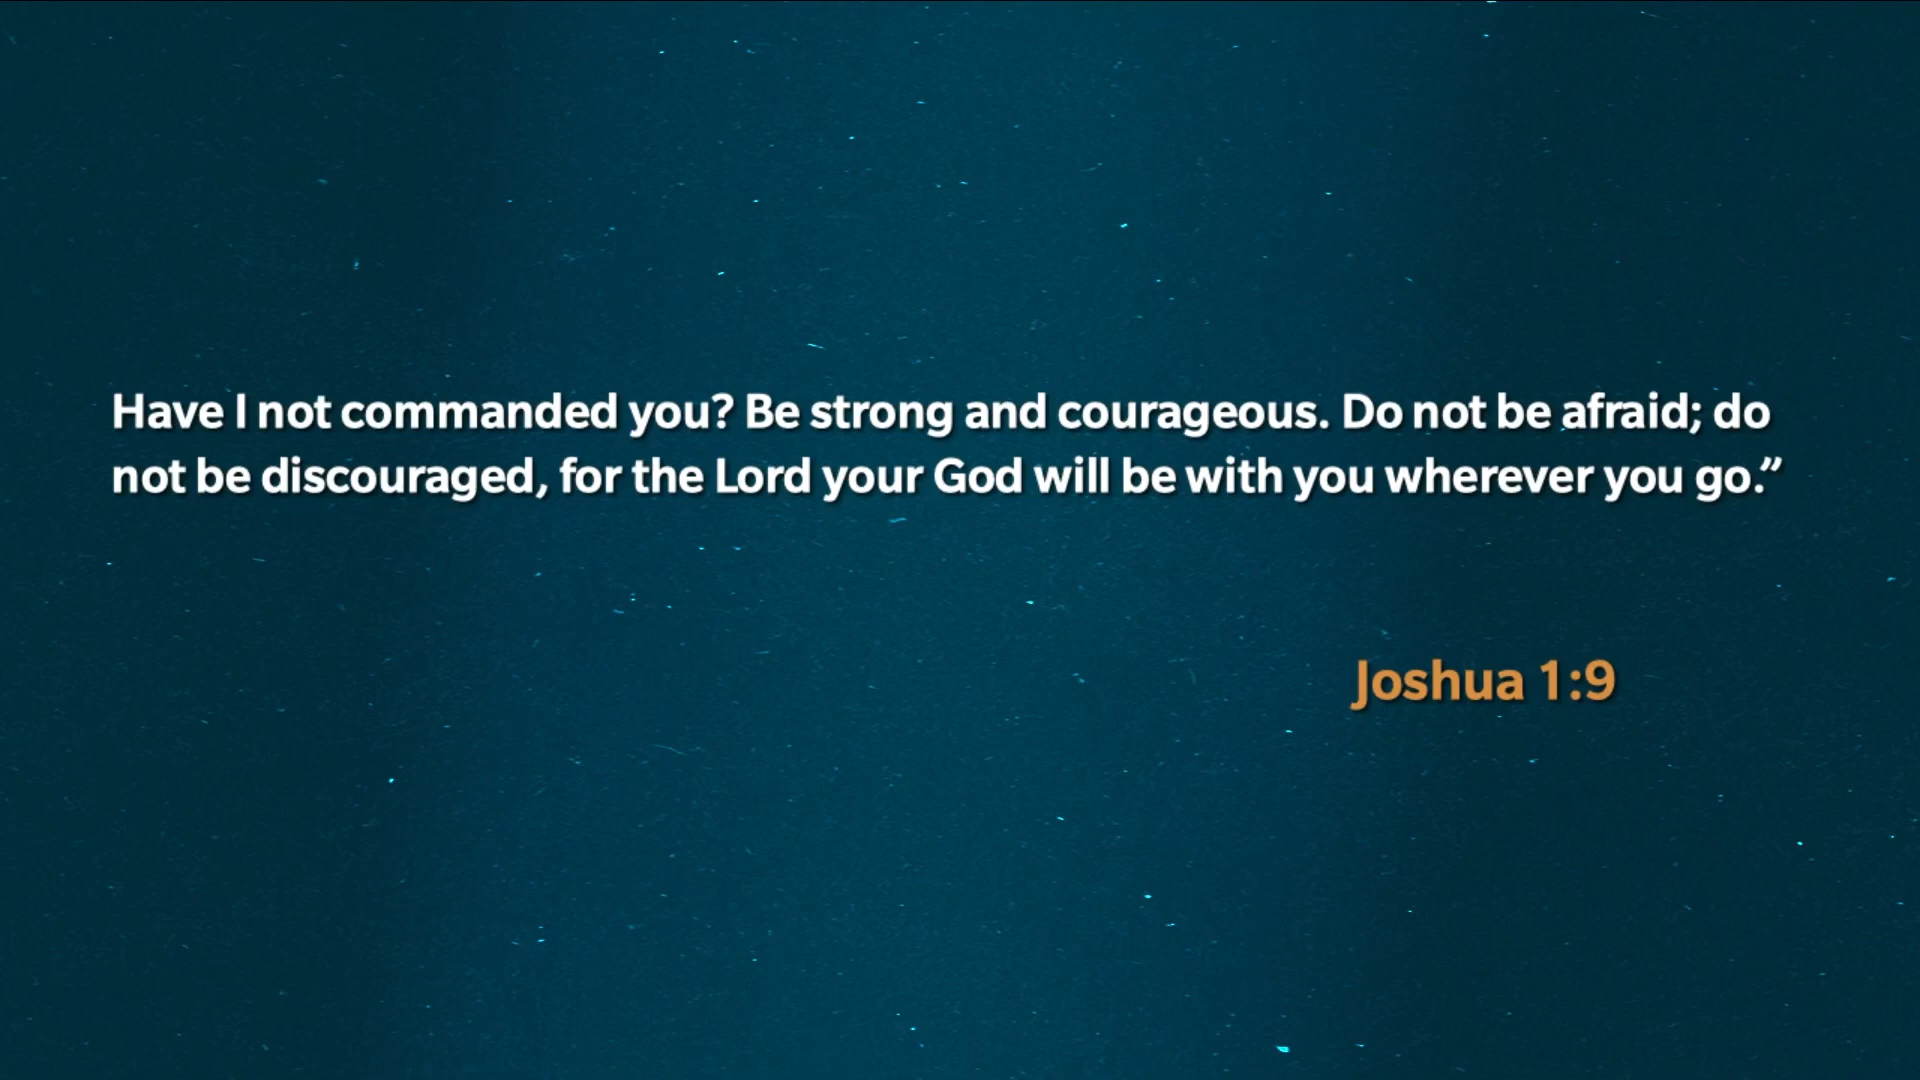 Have I not commanded you? Be strong and courageous. Do not be afraid; do
not be discouraged, for the Lord your God will be with you wherever you go.”
Joshua 1:9